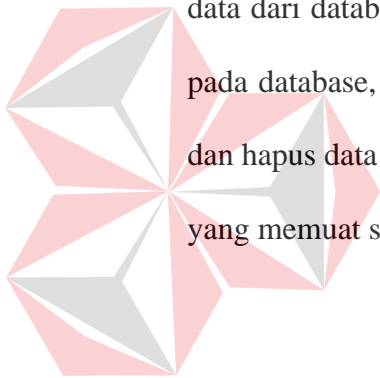 data dari datab
pada database,
dan hapus data
yang memuat s